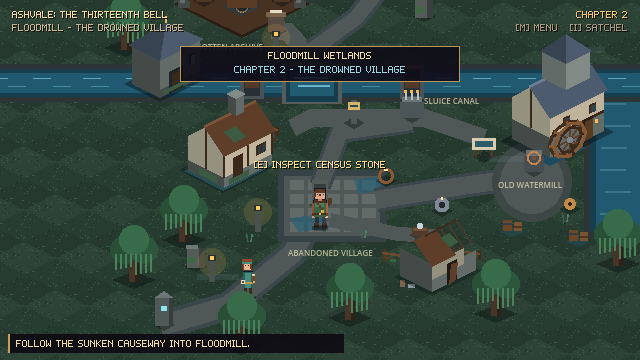 ASHVALE: THE THIRTEENTH BELL
FLOODMILL - THE DROWNED VILLAGE
CHAPTER 2
[M] MENU [I] SATCHEL
FLOODMILL WETLANDS
CHAPTER 2 - THE DROWNED VILLAGE
SLUICE CANAL
[E] INSPECT CENSUS STONE
OLD WATERMILL
ABANDONED VILLAGE
FOLLOW THE SUNKEN CAUSEWAY INTO FLOODMILL.